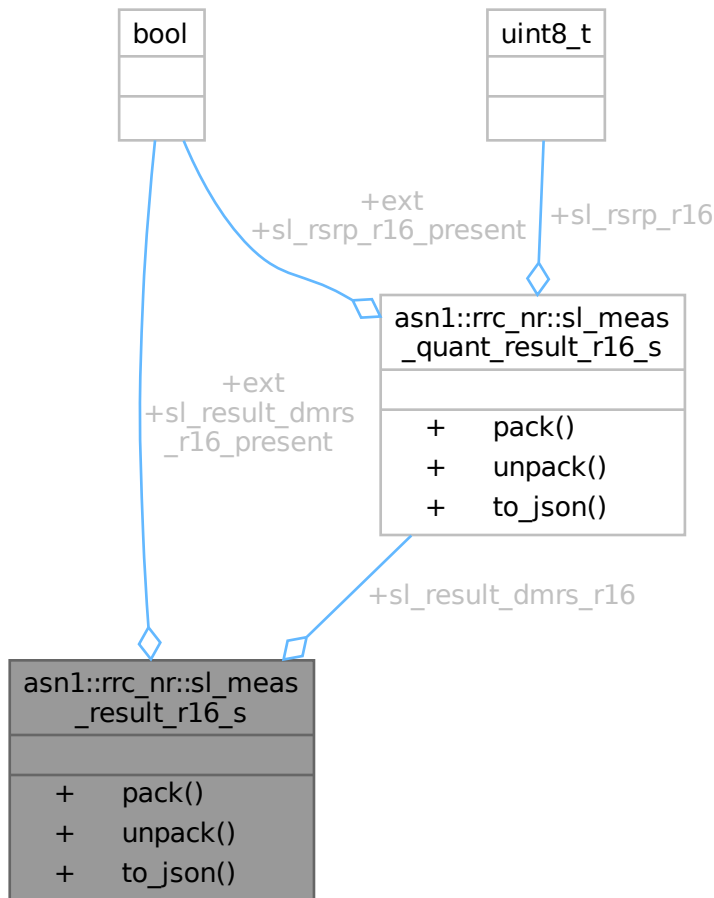 bool
uint8_t
+ext
+sl_rsrp_r16_present
+sl_rsrp_r16
asn1::rrc_nr::sl_meas
_quant_result_r16_s
+ pack()
+ unpack()
+ to_json()
+ext
+sl_result_dmrs
_r16_present
+sl_result_dmrs_r16
asn1::rrc_nr::sl_meas
_result_r16_s
+ pack()
+ unpack()
+ to_json()